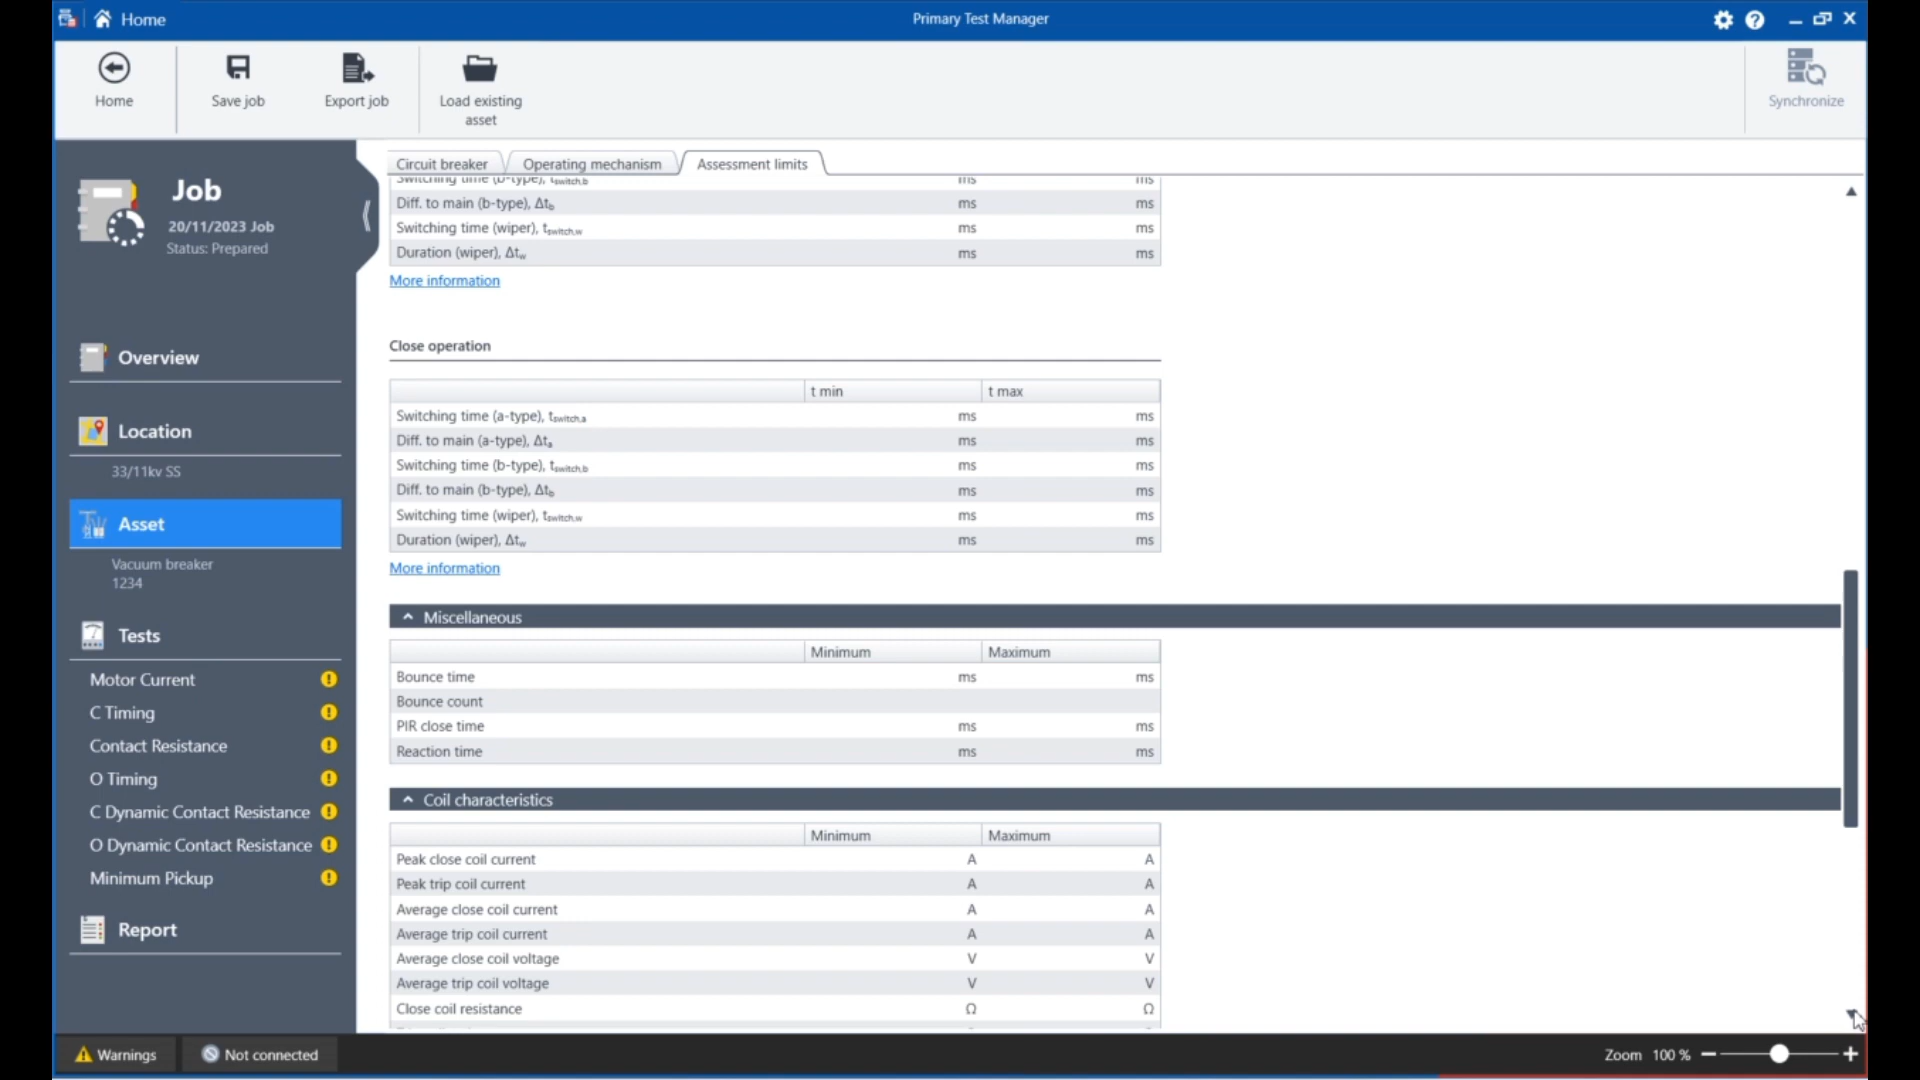 Home
Primary Test Manager
Home
Save job
Export job
Load existing
asset
Synchronize
Job
20/11/2023 Job
Status: Prepared
Overview
Location
33/11kv SS
Asset
Vacuum breaker
1234
Tests
Motor Current
C Timing
Contact Resistance
O Timing
C Dynamic Contact Resistance
O Dynamic Contact Resistance
Minimum Pickup
Report
Circuit breaker
Operating mechanism
Assessment limits
Switching time (b-type), tswitch,b ms ms
Diff. to main (b-type), Δtb ms ms
Switching time (wiper), tswitch,w ms ms
Duration (wiper), Δtw ms ms
More information
Close operation
t min t max
Switching time (a-type), tswitch,a ms ms
Diff. to main (a-type), Δta ms ms
Switching time (b-type), tswitch,b ms ms
Diff. to main (b-type), Δtb ms ms
Switching time (wiper), tswitch,w ms ms
Duration (wiper), Δtw ms ms
More information
Miscellaneous
Minimum Maximum
Bounce time ms ms
Bounce count
PIR close time ms ms
Reaction time ms ms
Coil characteristics
Minimum Maximum
Peak close coil current A A
Peak trip coil current A A
Average close coil current A A
Average trip coil current A A
Average close coil voltage V V
Average trip coil voltage V V
Close coil resistance Ω Ω
Warnings
Not connected
Zoom 100 %